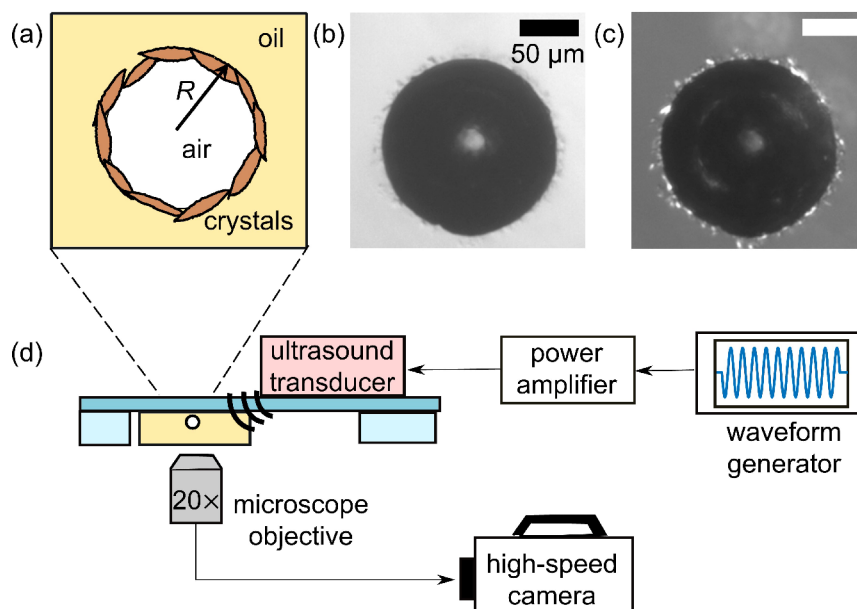 (a)
oil
R
air
crystals
(b)
50 μm
(c)
(d)
ultrasound
transducer
power
amplifier
waveform
generator
20×
microscope
objective
high-speed
camera